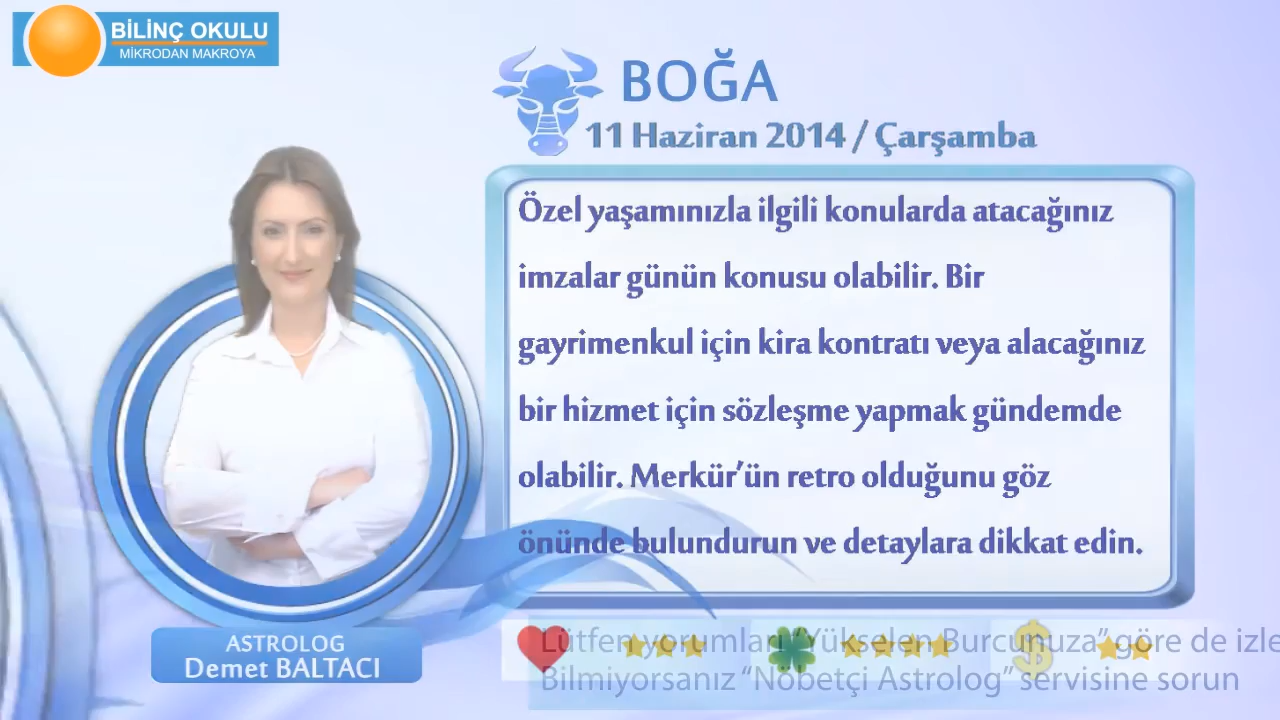 BİLİNÇ OKULU
MİKRODAN MAKROYA
BOĞA
11 Haziran 2014 / Çarşamba
Özel yaşamınızla ilgili konularda atacağınız
imzalar günün konusu olabilir. Bir
gayrimenkul için kira kontratı veya alacağınız
bir hizmet için sözleşme yapmak gündemde
olabilir. Merkür'ün retro olduğunu göz
önünde bulundurun ve detaylara dikkat edin.
ASTROLOG
Demet BALTACI
Lütfen yorumları "Yükselen Burcunuza" göre de izle
Bilmiyorsanız "Nöbetçi Astrolog" servisine sorun